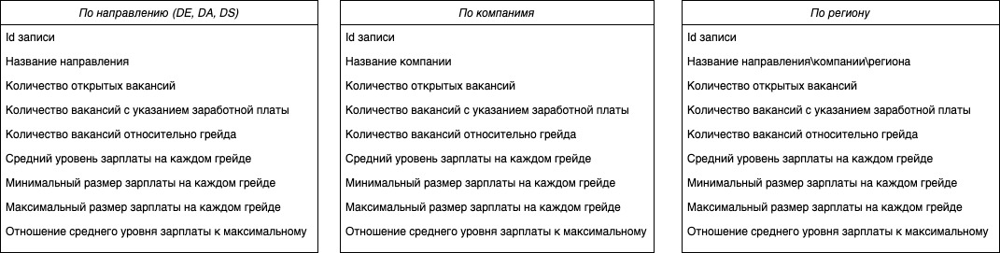 По направлению (DE, DA, DS)
Id записи
Название направления
Количество открытых вакансий
Количество вакансий с указанием заработной платы
Количество вакансий относительно грейда
Средний уровень зарплаты на каждом грейде
Минимальный размер зарплаты на каждом грейде
Максимальный размер зарплаты на каждом грейде
Отношение среднего уровня зарплаты к максимальному
По компанимя
Id записи
Название компании
Количество открытых вакансий
Количество вакансий с указанием заработной платы
Количество вакансий относительно грейда
Средний уровень зарплаты на каждом грейде
Минимальный размер зарплаты на каждом грейде
Максимальный размер зарплаты на каждом грейде
Отношение среднего уровня зарплаты к максимальному
По региону
Id записи
Название направления\компании\региона
Количество открытых вакансий
Количество вакансий с указанием заработной платы
Количество вакансий относительно грейда
Средний уровень зарплаты на каждом грейде
Минимальный размер зарплаты на каждом грейде
Максимальный размер зарплаты на каждом грейде
Отношение среднего уровня зарплаты к максимальному